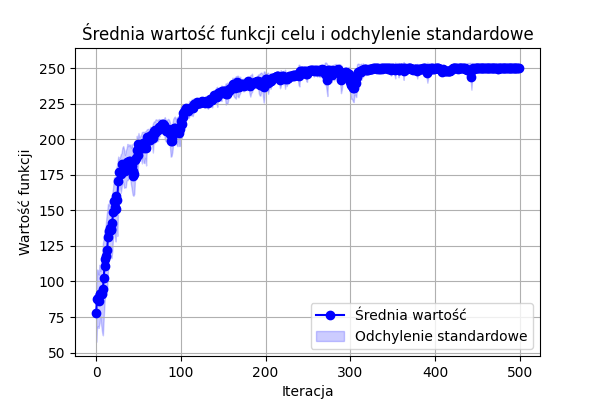 Średnia wartość funkcji celu i odchylenie standardowe
250
225
200
175
150
125
100
75
50
Wartość funkcji
0 100 200 300 400 500
Iteracja
Średnia wartość
Odchylenie standardowe